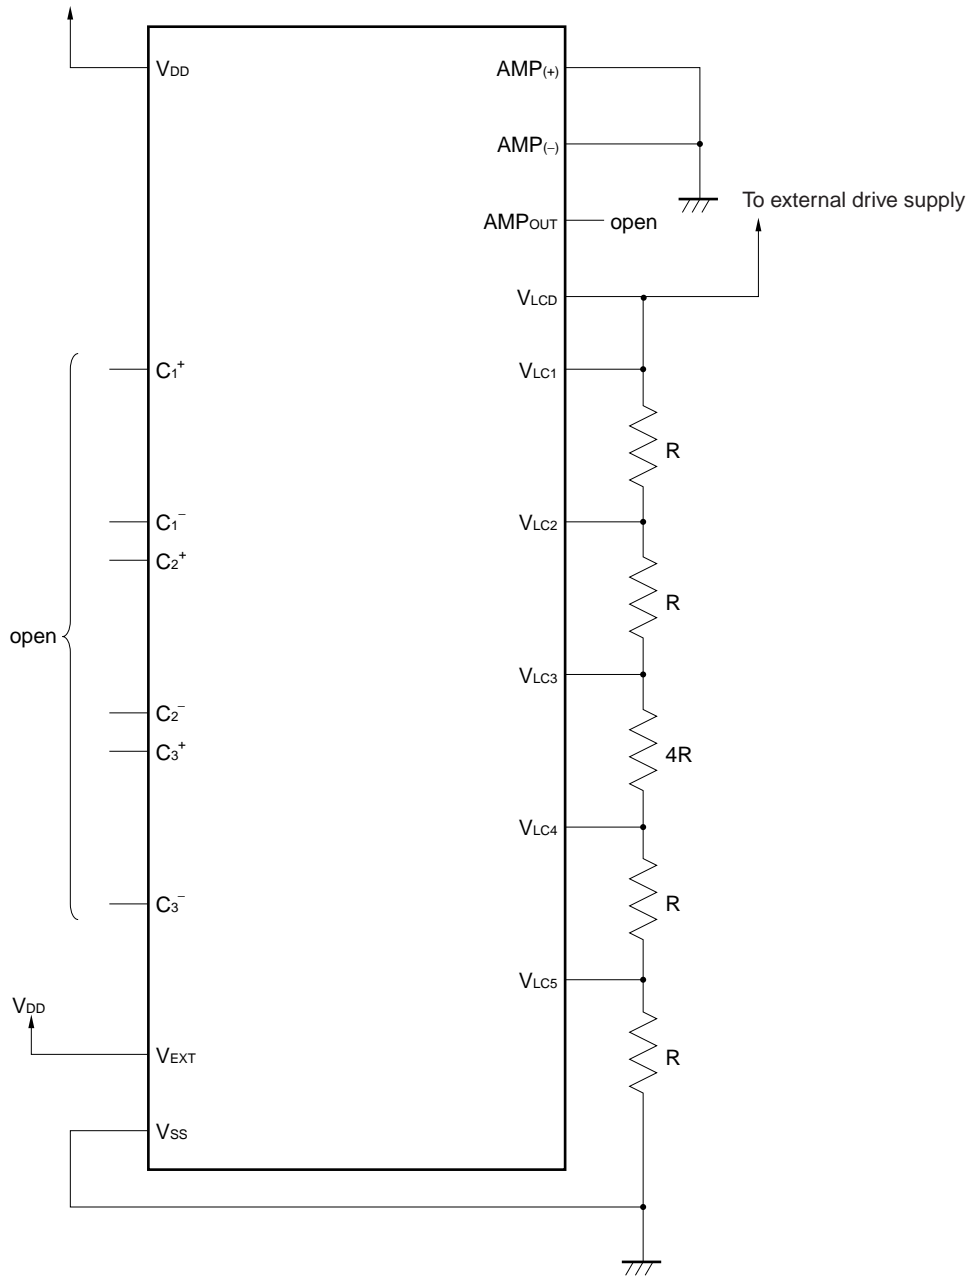 VDD
AMP(+)
AMP(−)
To external drive supply
AMPOUT
open
VLCD
C1+
VLC1
R
C1−
VLC2
C2+
R
open
VLC3
C2−
C3+
4R
VLC4
C3−
R
VLC5
VDD
VEXT
R
VSS